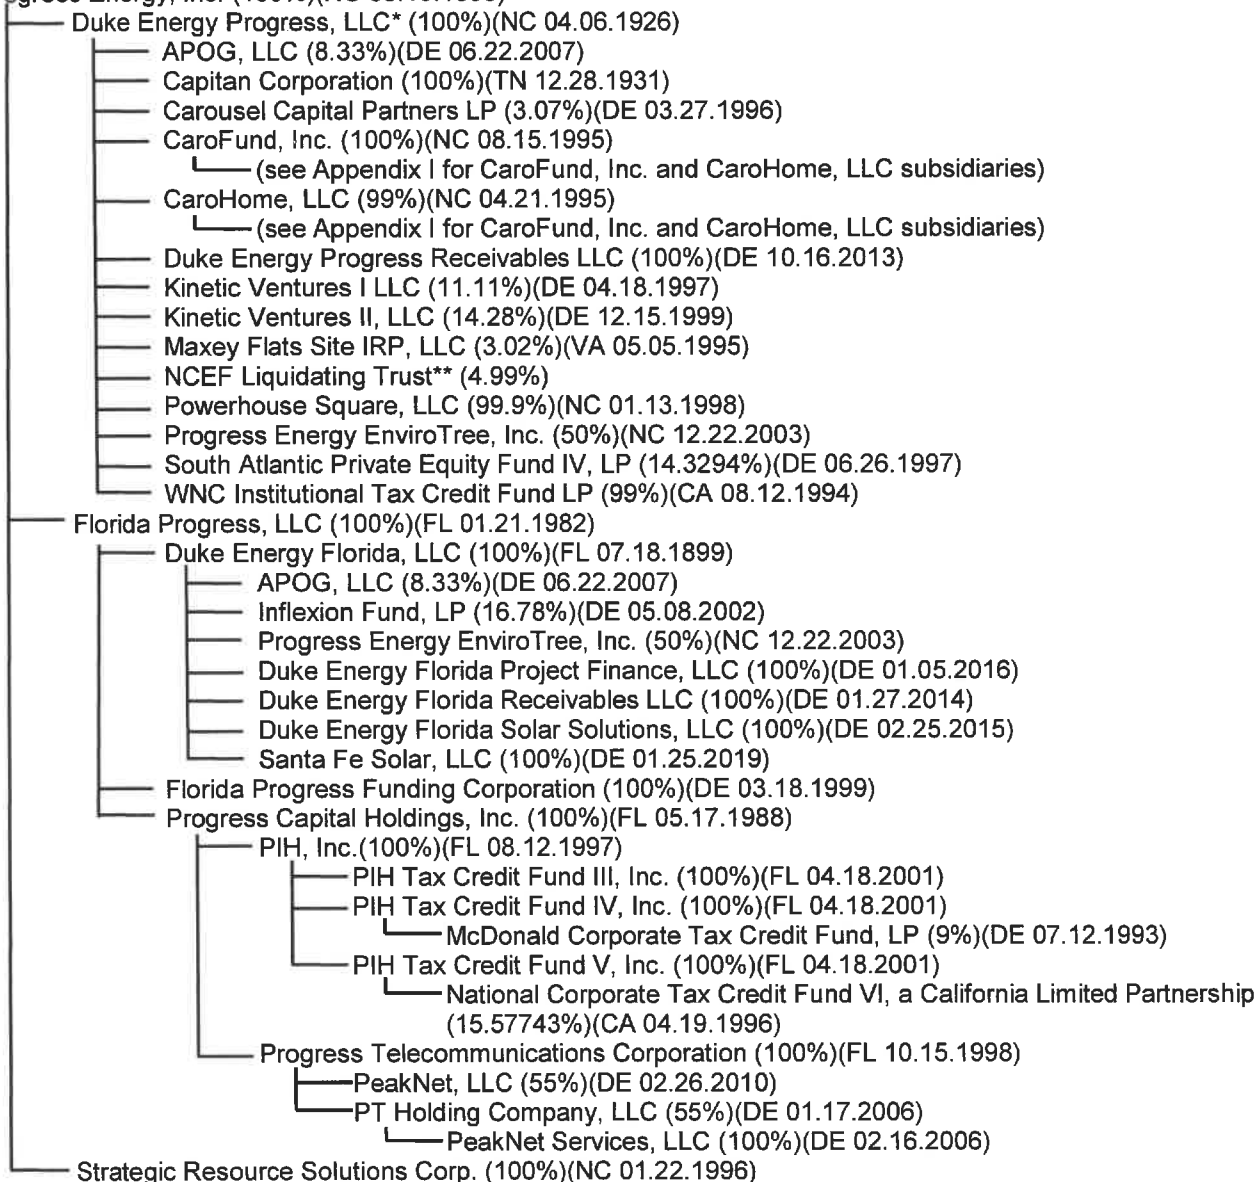 Duke Energy Progress, LLC* (100%)(NC 04.06.1926)
APOG, LLC (8.33%)(DE 06.22.2007)
Capitan Corporation (100%)(TN 12.28.1931)
Carousel Capital Partners LP (3.07%)(DE 03.27.1996)
CaroFund, Inc. (100%)(NC 08.15.1995)
(see Appendix I for CaroFund, Inc. and CaroHome, LLC subsidiaries)
CaroHome, LLC (99%)(NC 04.21.1995)
(see Appendix I for CaroFund, Inc. and CaroHome, LLC subsidiaries)
Duke Energy Progress Receivables LLC (100%)(DE 10.16.2013)
Kinetic Ventures I LLC (11.11%)(DE 04.18.1997)
Kinetic Ventures II, LLC (14.28%)(DE 12.15.1999)
Maxey Flats Site IRP, LLC (3.02%)(VA 05.05.1995)
NCEF Liquidating Trust** (4.99%)
Powerhouse Square, LLC (99.9%)(NC 01.13.1998)
Progress Energy EnviroTree, Inc. (50%)(NC 12.22.2003)
South Atlantic Private Equity Fund IV, LP (14.3294%)(DE 06.26.1997)
WNC Institutional Tax Credit Fund LP (99%)(CA 08.12.1994)
Florida Progress, LLC (100%)(FL 01.21.1982)
Duke Energy Florida, LLC (100%)(FL 07.18.1899)
APOG, LLC (8.33%)(DE 06.22.2007)
Inflexion Fund, LP (16.78%)(DE 05.08.2002)
Progress Energy EnviroTree, Inc. (50%)(NC 12.22.2003)
Duke Energy Florida Project Finance, LLC (100%)(DE 01.05.2016)
Duke Energy Florida Receivables LLC (100%)(DE 01.27.2014)
Duke Energy Florida Solar Solutions, LLC (100%)(DE 02.25.2015)
Santa Fe Solar, LLC (100%)(DE 01.25.2019)
Florida Progress Funding Corporation (100%)(DE 03.18.1999)
Progress Capital Holdings, Inc. (100%)(FL 05.17.1988)
PIH, Inc.(100%)(FL 08.12.1997)
PIH Tax Credit Fund III, Inc. (100%)(FL 04.18.2001)
PIH Tax Credit Fund IV, Inc. (100%)(FL 04.18.2001)
McDonald Corporate Tax Credit Fund, LP (9%)(DE 07.12.1993)
PIH Tax Credit Fund V, Inc. (100%)(FL 04.18.2001)
National Corporate Tax Credit Fund VI, a California Limited Partnership
(15.57743%)(CA 04.19.1996)
Progress Telecommunications Corporation (100%)(FL 10.15.1998)
PeakNet, LLC (55%)(DE 02.26.2010)
PT Holding Company, LLC (55%)(DE 01.17.2006)
PeakNet Services, LLC (100%)(DE 02.16.2006)
Strategic Resource Solutions Corp. (100%)(NC 01.22.1996)